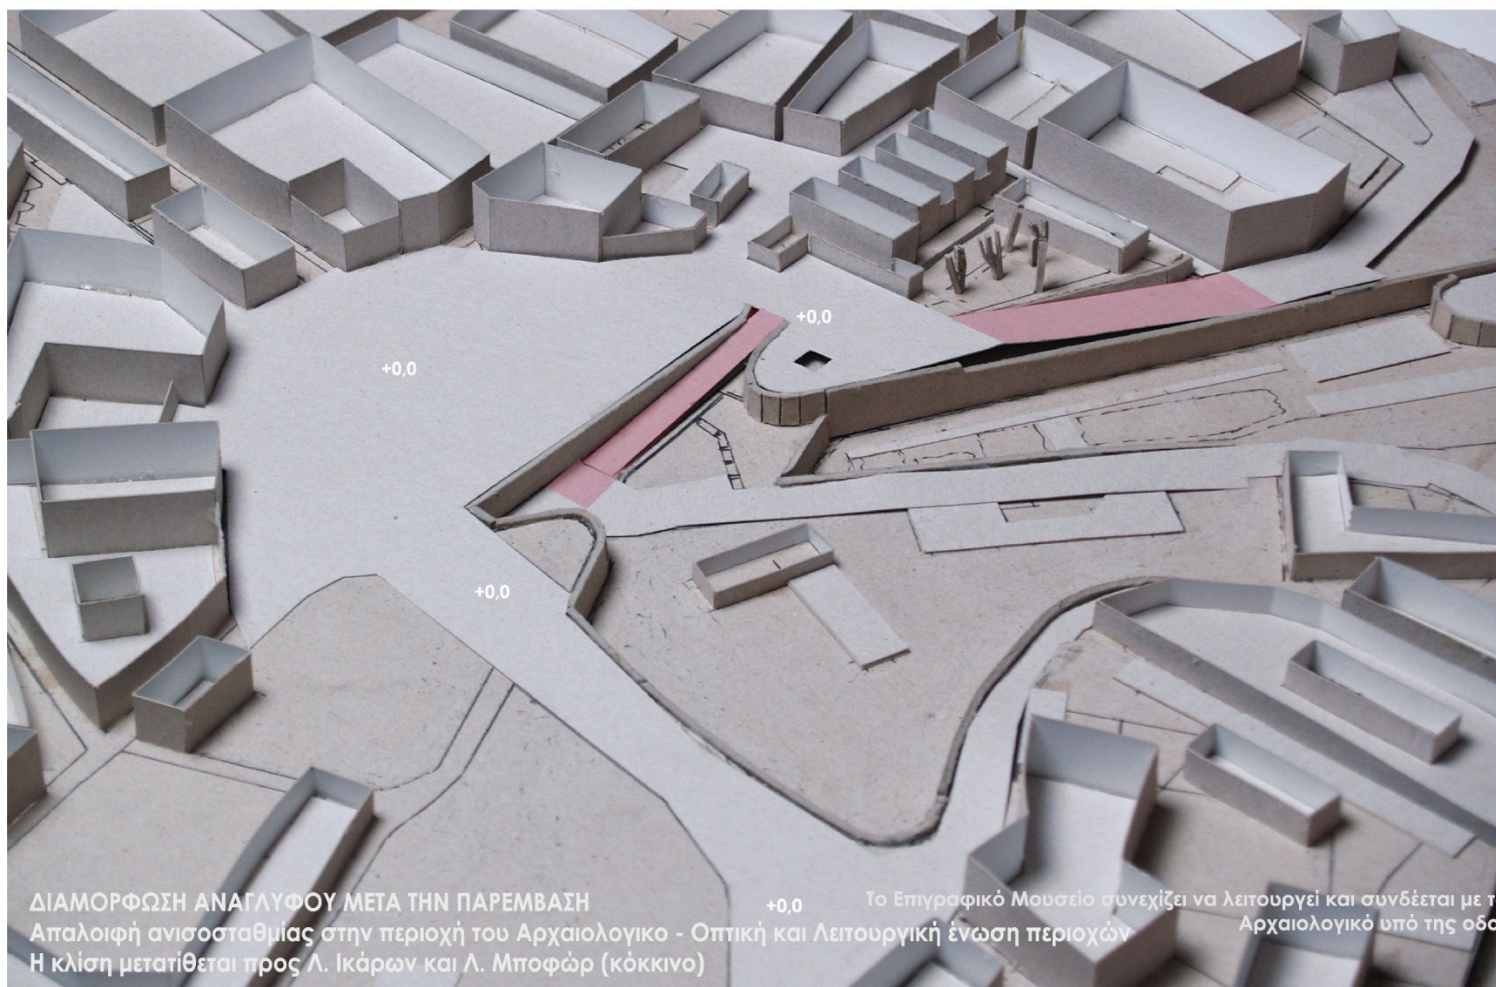 +0,0
+0,0
+0,0
+0,0
ΔΙΑΜΟΡΦΩΣΗ ΑΝΑΓΛΥΦΟΥ ΜΕΤΑ ΤΗΝ ΠΑΡΕΜΒΑΣΗ
Απαλοιφή ανισοσταθμίας στην περιοχή του Αρχαιολογικο - Οπτική και Λειτουργική ένωση περιοχών
Η κλίση μετατίθεται προς Λ. Ικάρων και Λ. Μποφώρ (κόκκινο)
Το Επιγραφικό Μουσείο συνεχίζει να λειτουργεί και συνδέεται με
Αρχαιολογικό υπό της